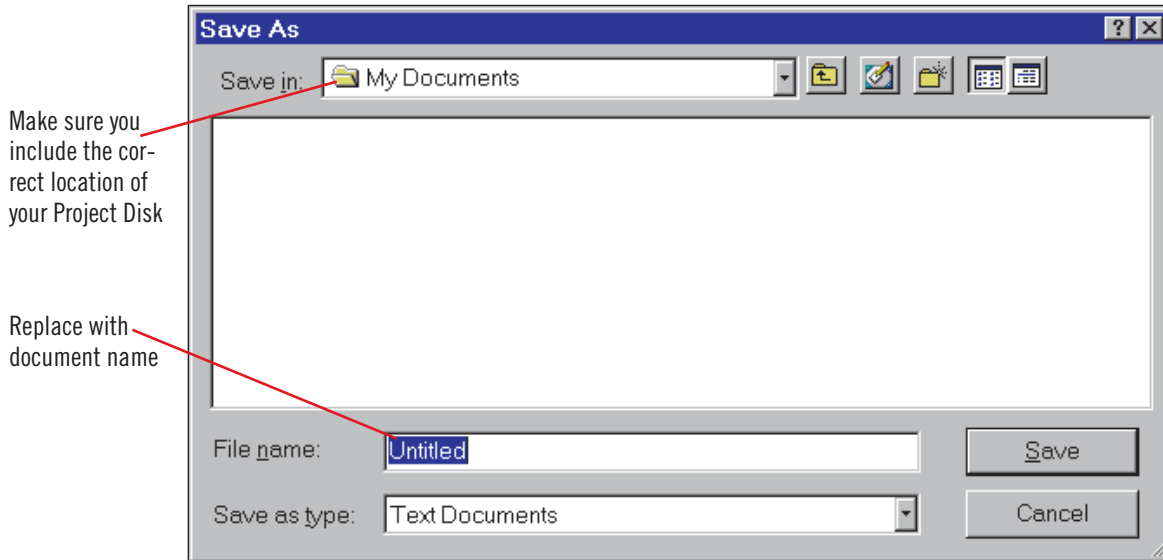 Save As
Save in: My Documents
Make sure you
include the cor-
rect location of
your Project Disk
Replace with
document name
File name: Untitled Save
Save as type: Text Documents Cancel